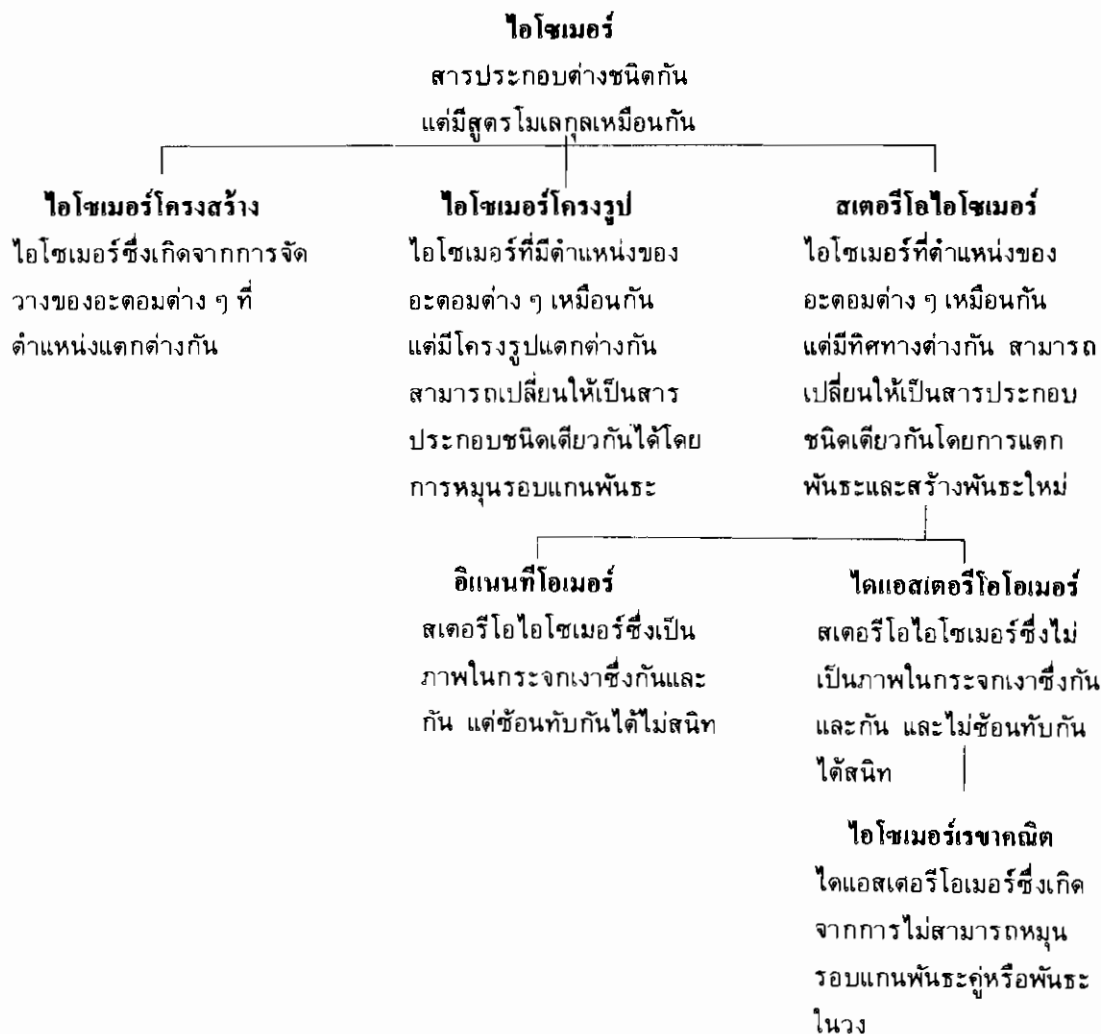 ไอโซเมอร์
สารประกอบต่างชนิดกัน
แต่มีสูตรโมเลกุลเหมือนกัน
ไอโซเมอร์โครงสร้าง
ไอโซเมอร์ซึ่งเกิดจากการจัด
วางของอะตอมต่าง ๆ ที่
ตำแหน่งแตกต่างกัน
ไอโซเมอร์โครงรูป
ไอโซเมอร์ที่มีตำแหน่งของ
อะตอมต่าง ๆ เหมือนกัน
แต่มีโครงรูปแตกต่างกัน
สามารถเปลี่ยนให้เป็นสาร
ประกอบชนิดเดียวกันได้โดย
การหมุนรอบแกนพันธะ
สเตอรีโอไอโซเมอร์
ไอโซเมอร์ที่ตำแหน่งของ
อะตอมต่าง ๆ เหมือนกัน
แต่มีทิศทางต่างกัน สามารถ
เปลี่ยนให้เป็นสารประกอบ
ชนิดเดียวกันโดยการแตก
พันธะและสร้างพันธะใหม่
อิแนนทีโอเมอร์
สเตอรีโอไอโซเมอร์ซึ่งเป็น
ภาพในกระจกเงาซึ่งกันและ
กัน แต่ซ้อนทับกันได้ไม่สนิท
ไดแอสเตอรีโอโอเมอร์
สเตอรีโอไอโซเมอร์ซึ่งไม่
เป็นภาพในกระจกเงาซึ่งกัน
และกัน และไม่ซ้อนทับกัน
ได้สนิท
ไอโซเมอร์เรขาคณิต
ไดแอสเตอรีโอเมอร์ซึ่งเกิด
จากการไม่สามารถหมุน
รอบแกนพันธะคู่หรือพันธะ
ในวง